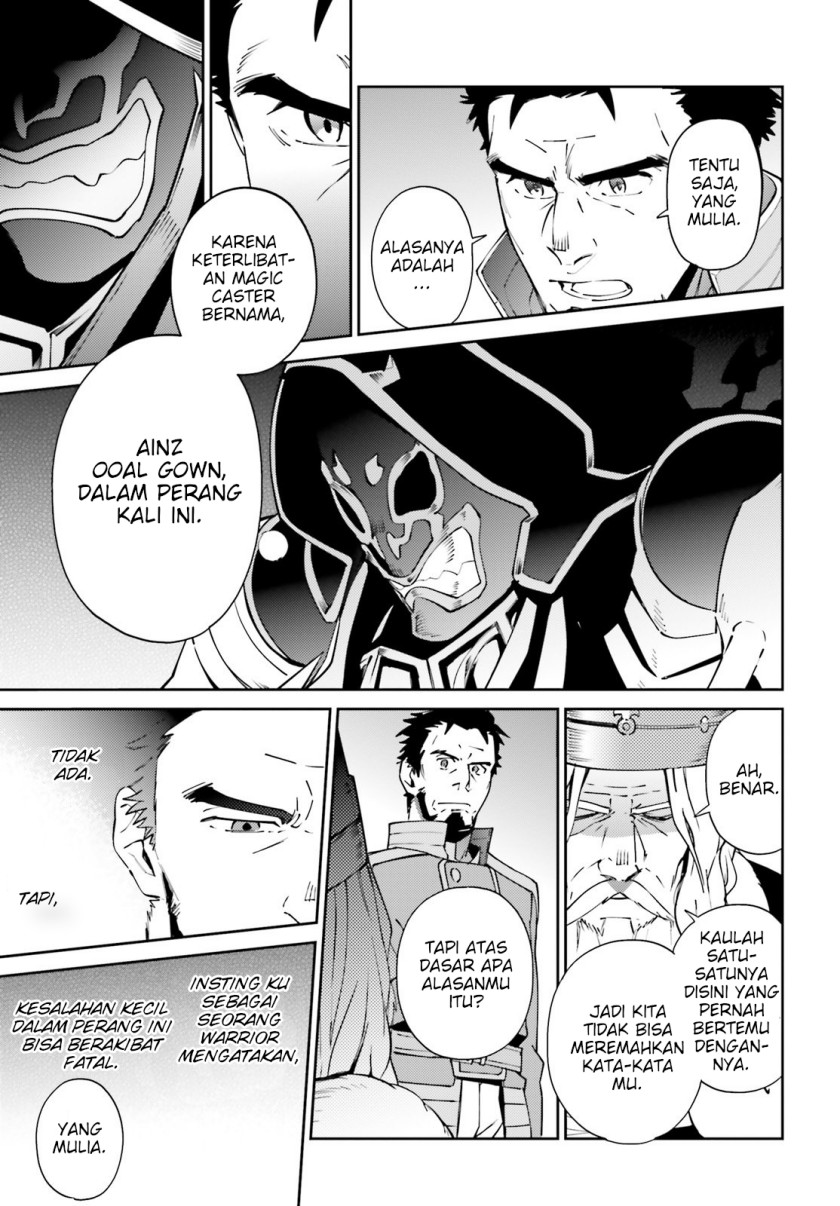 TENTU
SAJA,
YANG
MULIA.
ALASANYA
ADALAH
...
KARENA
KETERLIBAT-
AN MAGIC
CASTER
BERNAMA,
AINZ
OOAL GOWN,
DALAM PERANG
KALI INI.
AH,
BENAR.
KAULAH
SATU-
SATUNYA
DISINI YANG
PERNAH
BERTEMU
DENGAN-
NYA.
JADI KITA
TIDAK BISA
MEREMAHKAN
KATA-KATA
MU.
TAPI ATAS
DASAR APA
ALASANMU
ITU?
TIDAK
ADA.
TAPI,
INSTING KU
SEBAGAI
SEORANG
WARRIOR
MENGATAKAN,
KESALAHAN KECIL
DALAM PERANG INI
BISA BERAKIBAT
FATAL.
YANG
MULIA.